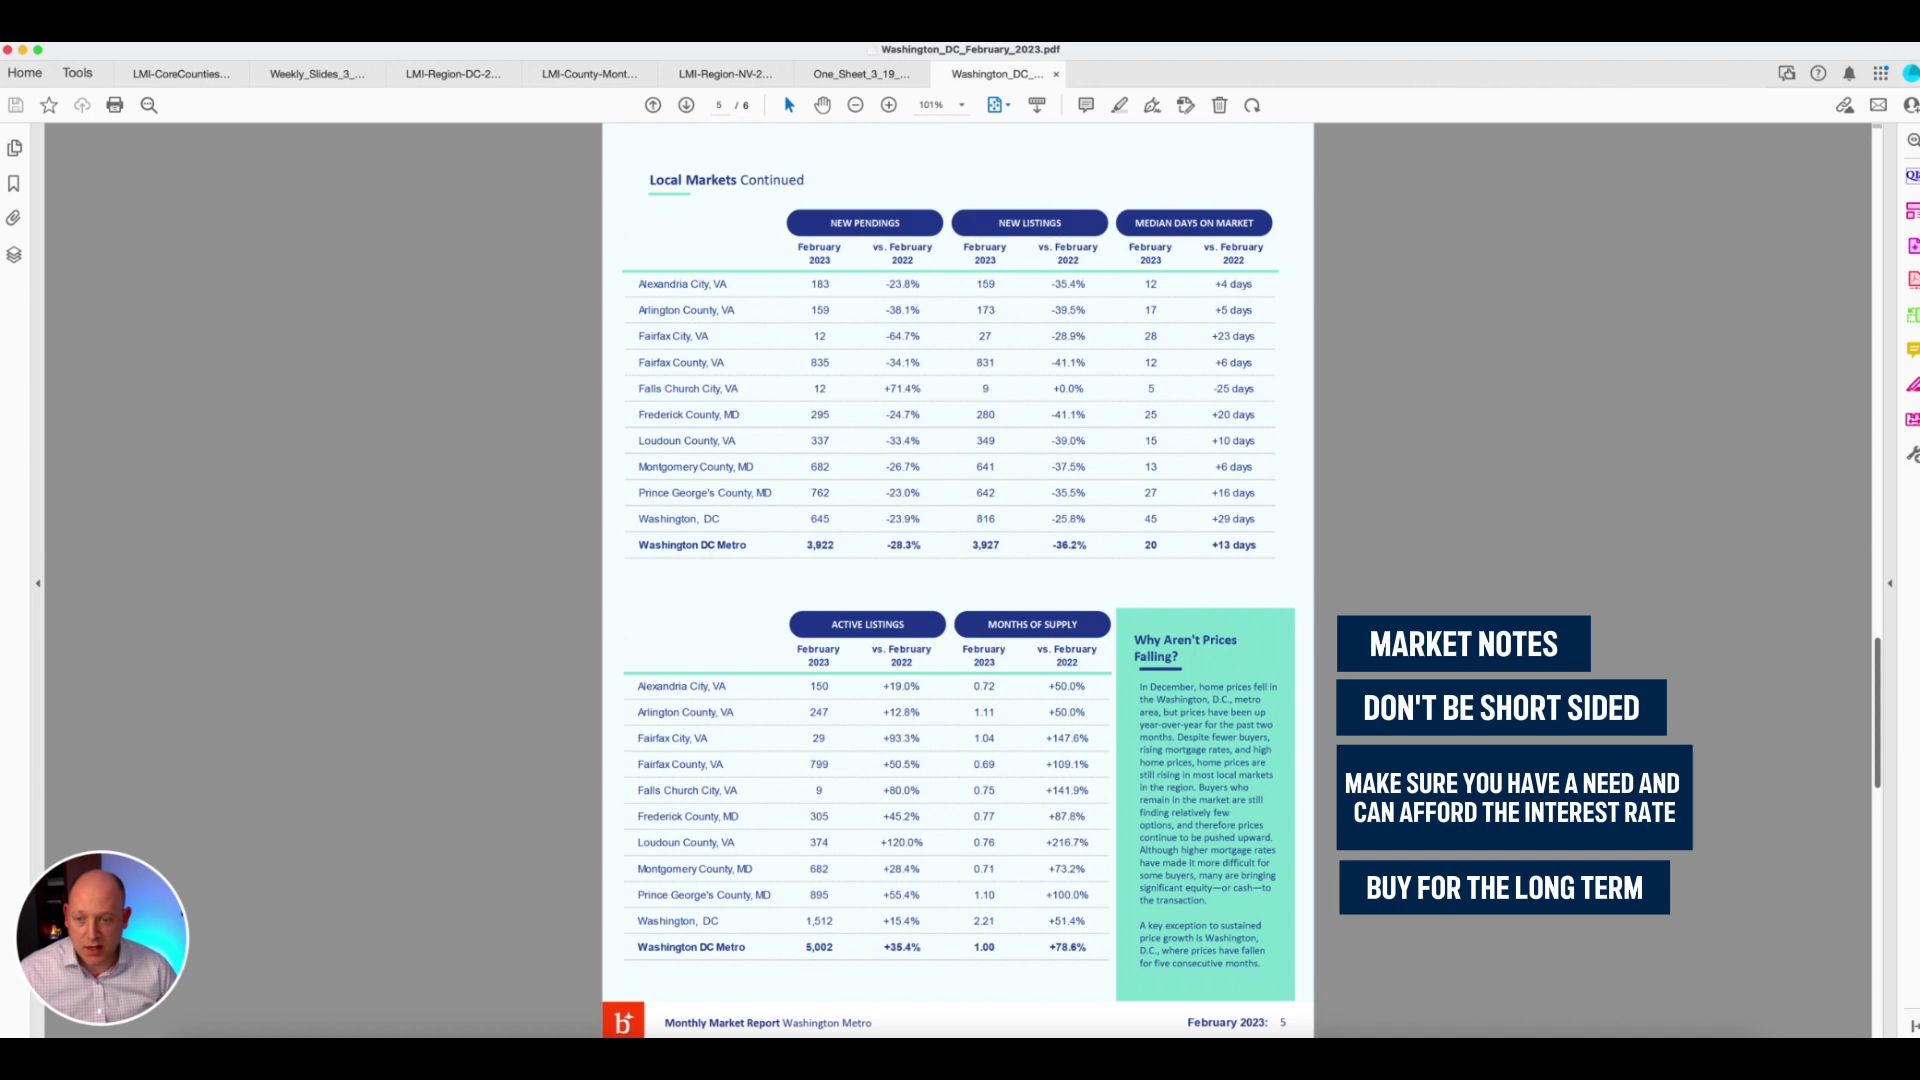 Washington_DC_February_2023.pdf
Home Tools LMI-CoreCounties... Weekly_Slides_3_... LMI-Region-DC-2... LMI-County-Mont... LMI-Region-NV-2... One_Sheet_3_19_... Washington_DC_... ×
5 / 6 101%
Local Markets Continued
NEW PENDINGS NEW LISTINGS MEDIAN DAYS ON MARKET
February vs. February February vs. February February vs. February
2023 2022 2023 2022 2023 2022
Alexandria City, VA 183 -23.8% 159 -35.4% 12 +4 days
Arlington County, VA 159 -38.1% 173 -39.5% 17 +5 days
Fairfax City, VA 12 -64.7% 27 -28.9% 28 +23 days
Fairfax County, VA 835 -34.1% 831 -41.1% 12 +6 days
Falls Church City, VA 12 +71.4% 9 +0.0% 5 -25 days
Frederick County, MD 295 -24.7% 280 -41.1% 25 +20 days
Loudoun County, VA 337 -33.4% 349 -39.0% 15 +10 days
Montgomery County, MD 682 -26.7% 641 -37.5% 13 +6 days
Prince George's County, MD 762 -23.0% 642 -35.5% 27 +16 days
Washington, DC 645 -23.9% 816 -25.8% 45 +29 days
Washington DC Metro 3,922 -28.3% 3,927 -36.2% 20 +13 days
ACTIVE LISTINGS MONTHS OF SUPPLY
February vs. February February vs. February
2023 2022 2023 2022
Alexandria City, VA 150 +19.0% 0.72 +50.0%
Arlington County, VA 247 +12.8% 1.11 +50.0%
Fairfax City, VA 29 +93.3% 1.04 +147.6%
Fairfax County, VA 799 +50.5% 0.69 +109.1%
Falls Church City, VA 9 +80.0% 0.75 +141.9%
Frederick County, MD 305 +45.2% 0.77 +87.8%
Loudoun County, VA 374 +120.0% 0.76 +216.7%
Montgomery County, MD 682 +28.4% 0.71 +73.2%
Prince George's County, MD 895 +55.4% 1.10 +100.0%
Washington, DC 1,512 +15.4% 2.21 +51.4%
Washington DC Metro 5,002 +35.4% 1.00 +78.6%
Why Aren't Prices
Falling?
In December, home prices fell in
the Washington, D.C., metro
area, but prices have been up
year-over-year for the past two
months. Despite fewer buyers,
rising mortgage rates, and high
home prices, home prices are
still rising in most local markets
in the region. Buyers who
remain in the market are still
finding relatively few
options, and therefore prices
continue to be pushed upward.
Although higher mortgage rates
have made it more difficult for
some buyers, many are bringing
significant equity—or cash—to
the transaction.
A key exception to sustained
price growth is Washington,
D.C., where prices have fallen
for five consecutive months.
MARKET NOTES
DON'T BE SHORT SIDED
MAKE SURE YOU HAVE A NEED AND
CAN AFFORD THE INTEREST RATE
BUY FOR THE LONG TERM
b Monthly Market Report Washington Metro February 2023: 5